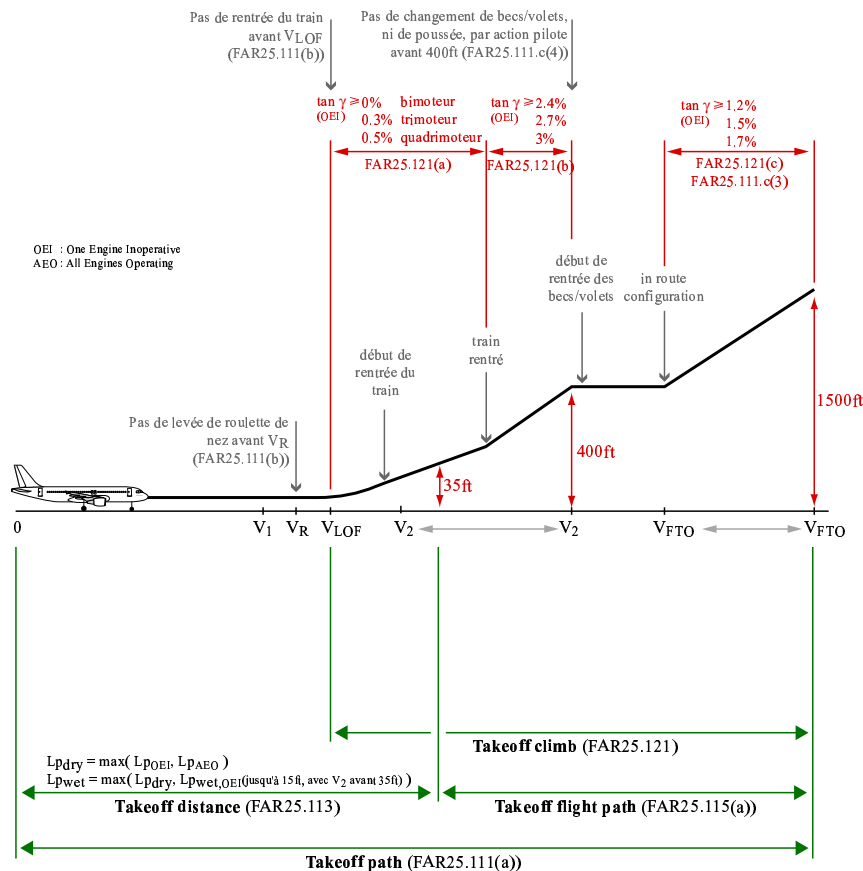 Pas de rentrée du train
avant VLOF
(FAR25.111(b))
Pas de changement de becs/volets,
ni de poussée, par action pilote
avant 400ft (FAR25.111.c(4))
tan γ ⩾ 0% bimoteur
(OEI) 0.3% trimoteur
0.5% quadrimoteur
FAR25.121(a)
tan γ ⩾ 2.4%
(OEI) 2.7%
3%
FAR25.121(b)
tan γ ⩾ 1.2%
(OEI) 1.5%
1.7%
FAR25.121(c)
FAR25.111.c(3)
OEI : One Engine Inoperative
AEO : All Engines Operating
début de
rentrée des
becs/volets
in route
configuration
train
rentré
début de
rentrée du
train
Pas de levée de roulette de
nez avant VR
(FAR25.111(b))
35ft
400ft
1500ft
0 V1 VR VLOF V2 V2 VFTO VFTO
Takeoff climb (FAR25.121)
Lpdry = max( LpOEI, LpAEO )
Lpwet = max( Lpdry, Lpwet,OEI(jusqu'à 15ft, avec V2 avant 35ft) )
Takeoff distance (FAR25.113)
Takeoff flight path (FAR25.115(a))
Takeoff path (FAR25.111(a))